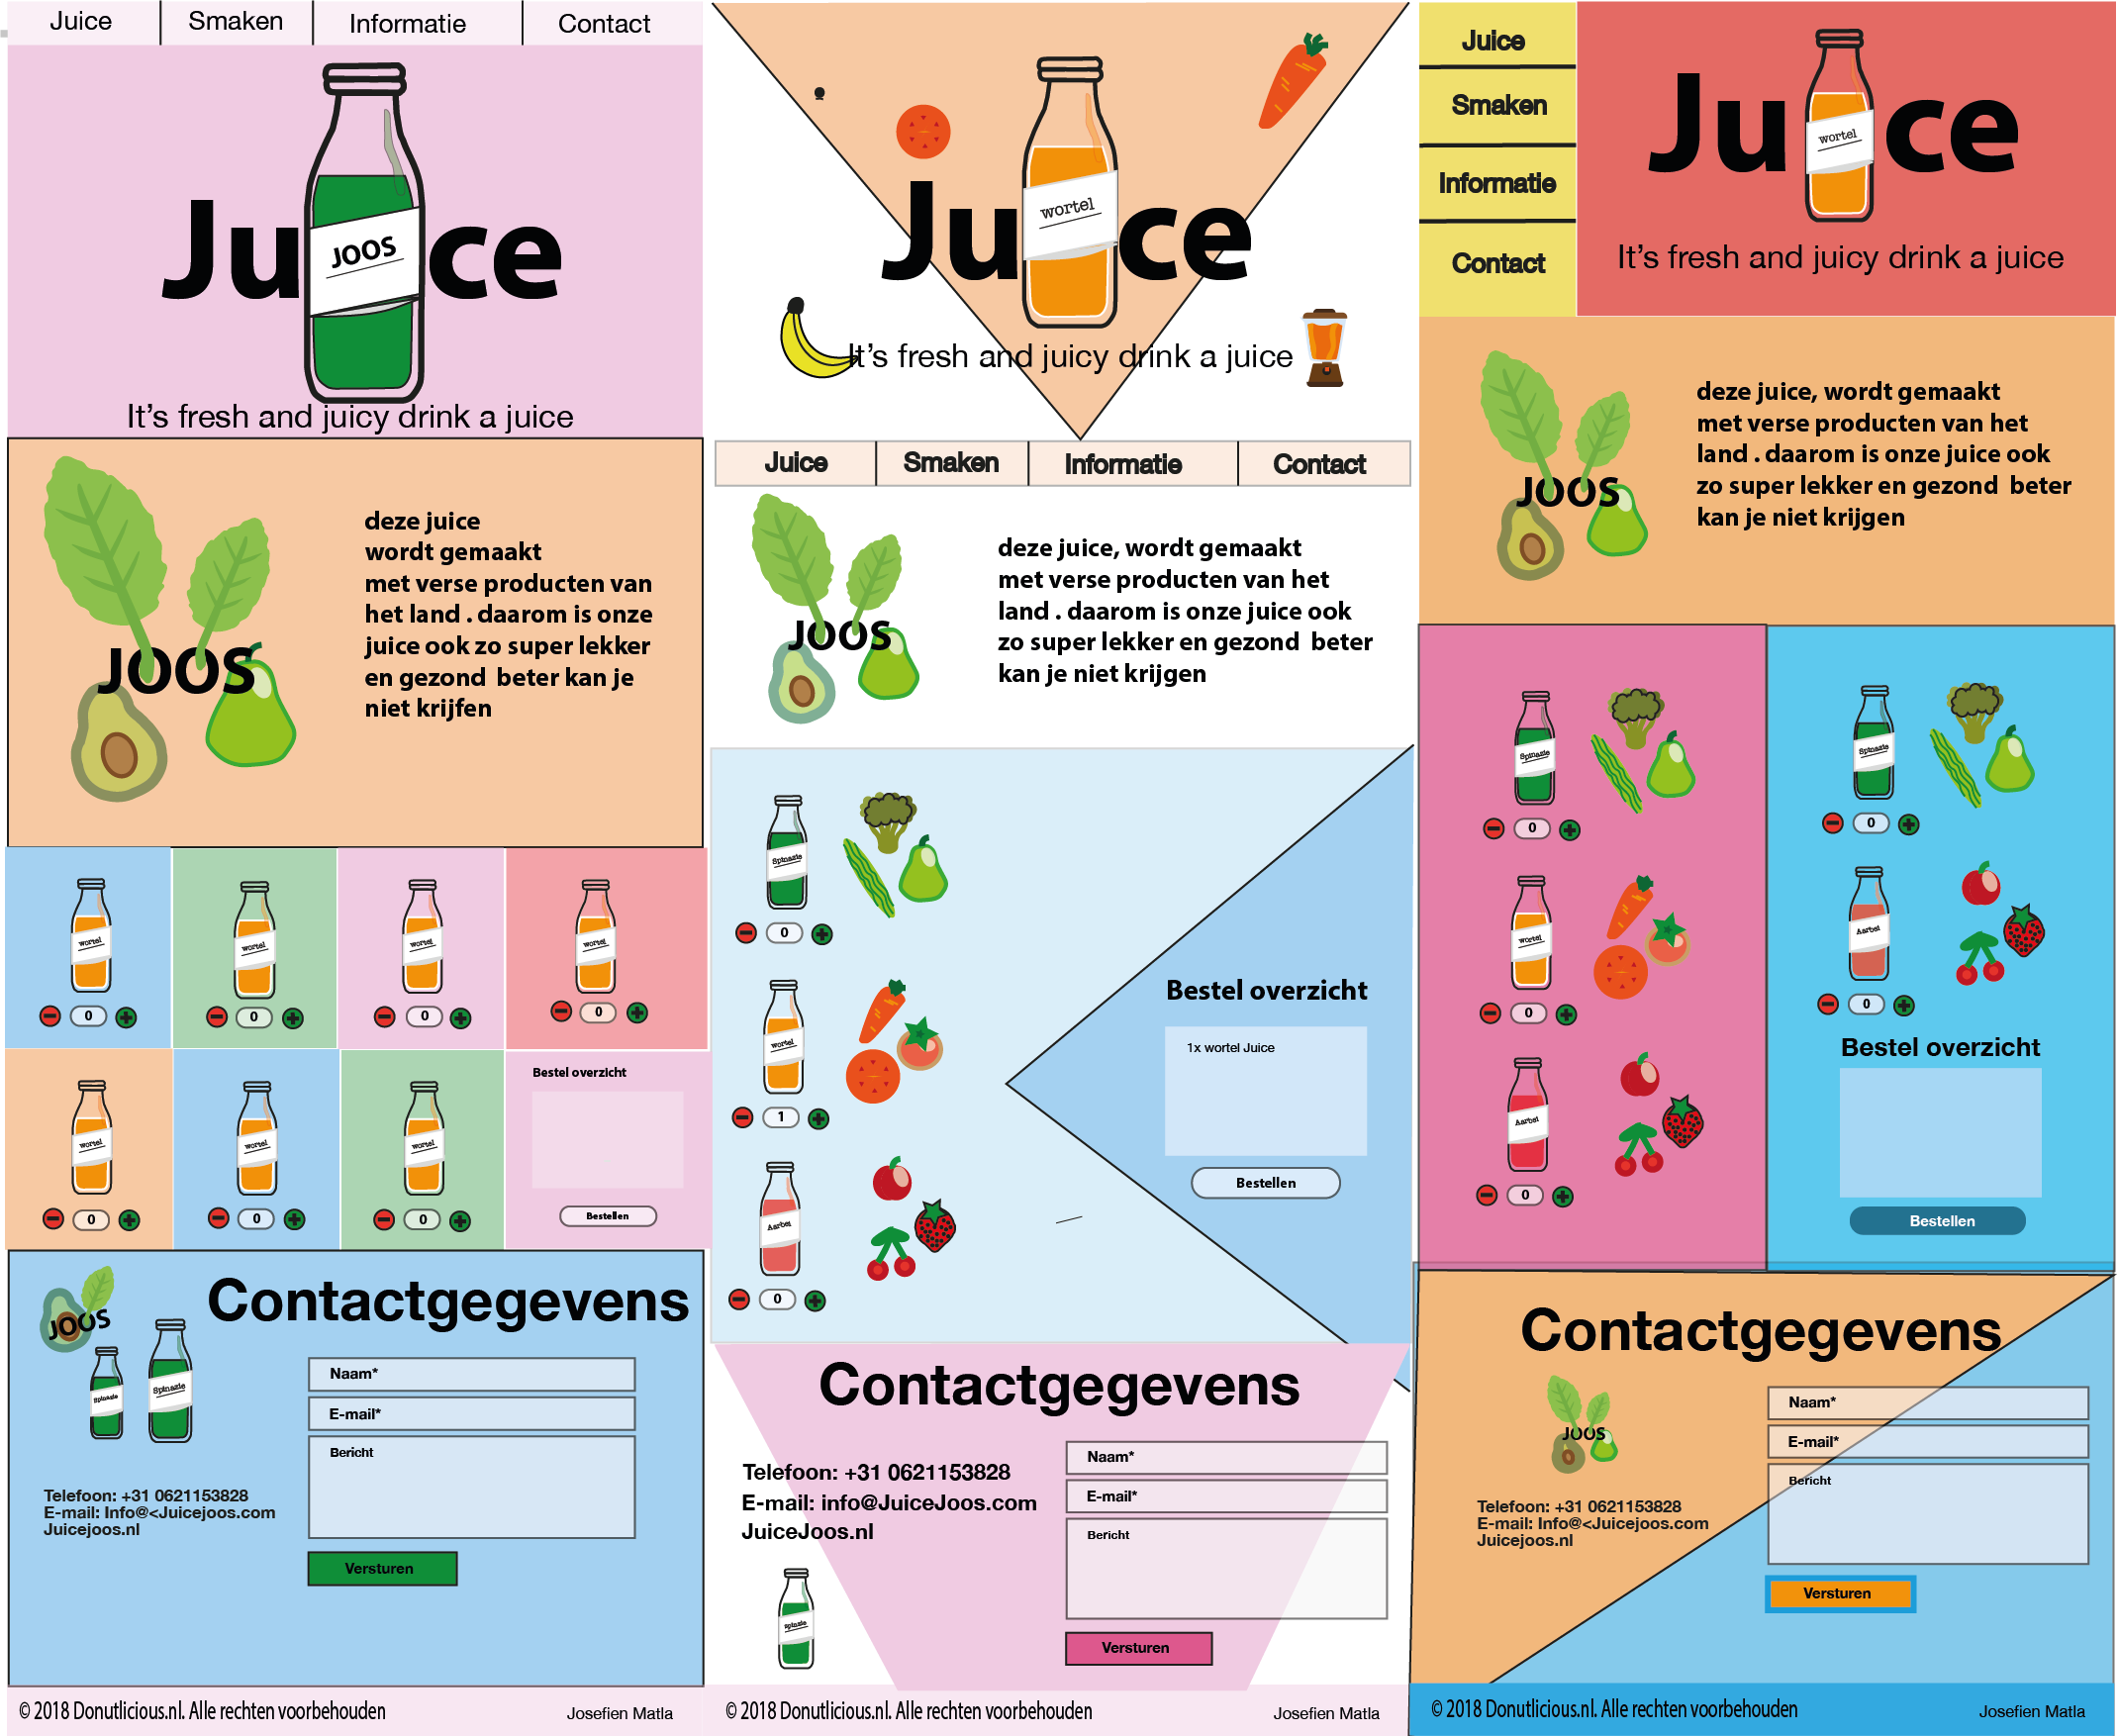 Juice
Smaken
Informatie
Contact
Ju ce
JOOS
It's fresh and juicy drink a juice
JOOS
deze juice
wordt gemaakt
met verse producten van
het land . daarom is onze
juice ook zo super lekker
en gezond  beter kan je
niet krijfen
wortel
0
wortel
0
wortel
0
wortel
0
wortel
0
wortel
0
wortel
0
Bestel overzicht
Bestellen
Contactgegevens
JOOS
Spinazie
Spinazie
Naam*
E-mail*
Bericht
Telefoon: +31 0621153828
E-mail: Info@<Juicejoos.com
Juicejoos.nl
Versturen
© 2018 Donutlicious.nl. Alle rechten voorbehouden
Josefien Matla
Ju ce
wortel
It's fresh and juicy drink a juice
Juice
Smaken
Informatie
Contact
JOOS
deze juice, wordt gemaakt
met verse producten van het
land . daarom is onze juice ook
zo super lekker en gezond  beter
kan je niet krijgen
Spinazie
0
wortel
1
Aarbei
0
Bestel overzicht
1x wortel Juice
Bestellen
Contactgegevens
Telefoon: +31 0621153828
E-mail: info@JuiceJoos.com
JuiceJoos.nl
Spinazie
Naam*
E-mail*
Bericht
Versturen
© 2018 Donutlicious.nl. Alle rechten voorbehouden
Josefien Matla
Juice
Smaken
Informatie
Contact
Ju ce
wortel
It's fresh and juicy drink a juice
JOOS
deze juice, wordt gemaakt
met verse producten van het
land . daarom is onze juice ook
zo super lekker en gezond  beter
kan je niet krijgen
Spinazie
0
wortel
0
Aarbei
0
Spinazie
0
Aarbei
0
Bestel overzicht
Bestellen
Contactgegevens
JOOS
Telefoon: +31 0621153828
E-mail: Info@<Juicejoos.com
Juicejoos.nl
Naam*
E-mail*
Bericht
Versturen
© 2018 Donutlicious.nl. Alle rechten voorbehouden
Josefien Matla